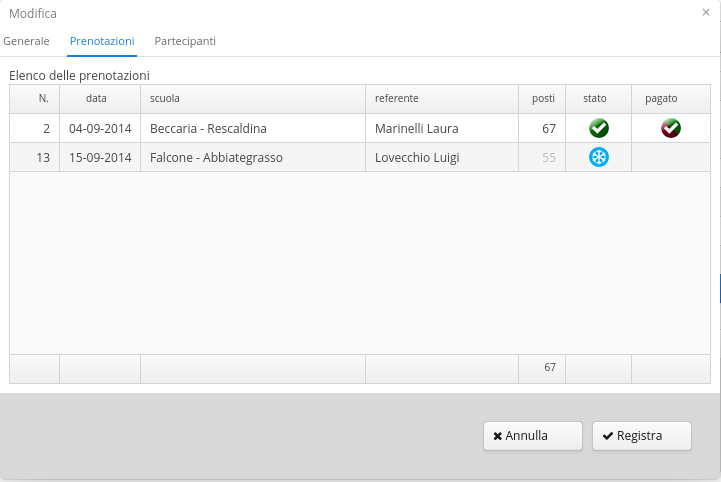 Modifica ×
Generale Prenotazioni Partecipanti
Elenco delle prenotazioni
N. data scuola referente posti stato pagato
2 04-09-2014 Beccaria - Rescaldina Marinelli Laura 67
13 15-09-2014 Falcone - Abbiategrasso Lovecchio Luigi 55
67
Annulla Registra